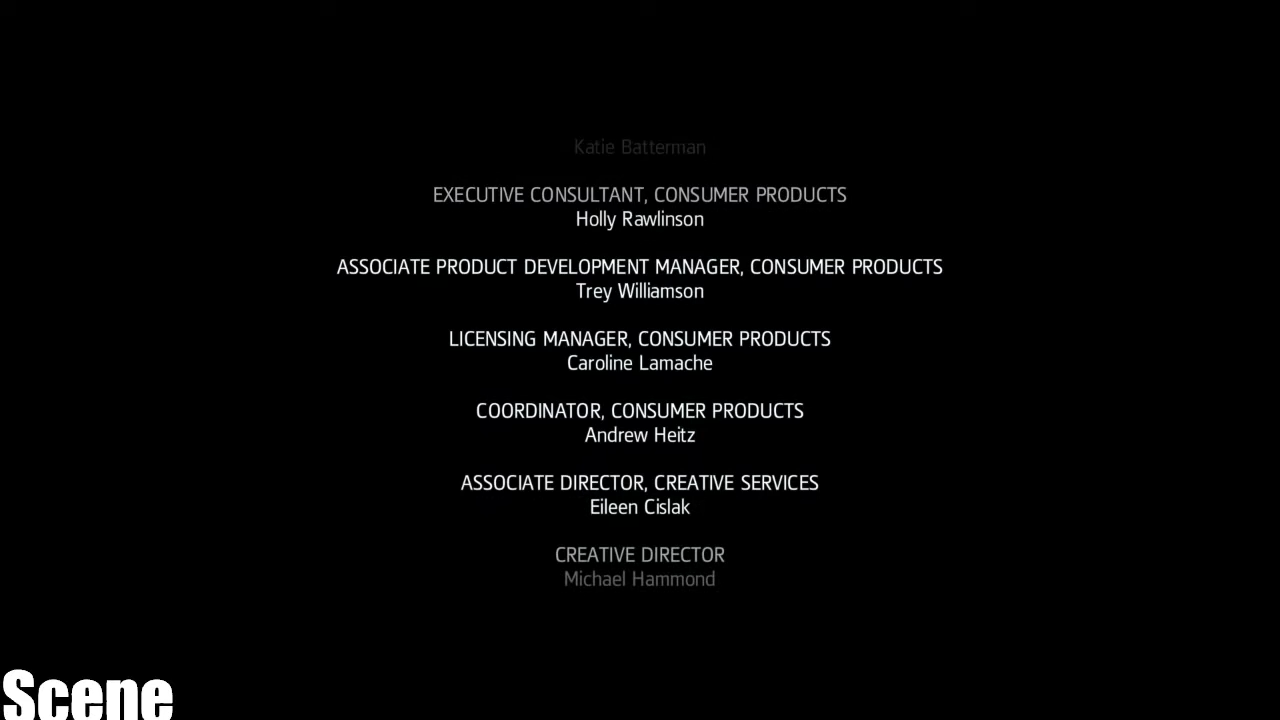 Katie Batterman
EXECUTIVE CONSULTANT, CONSUMER PRODUCTS
Holly Rawlinson
ASSOCIATE PRODUCT DEVELOPMENT MANAGER, CONSUMER PRODUCTS
Trey Williamson
LICENSING MANAGER, CONSUMER PRODUCTS
Caroline Lamache
COORDINATOR, CONSUMER PRODUCTS
Andrew Heitz
ASSOCIATE DIRECTOR, CREATIVE SERVICES
Eileen Cislak
CREATIVE DIRECTOR
Michael Hammond
Scene